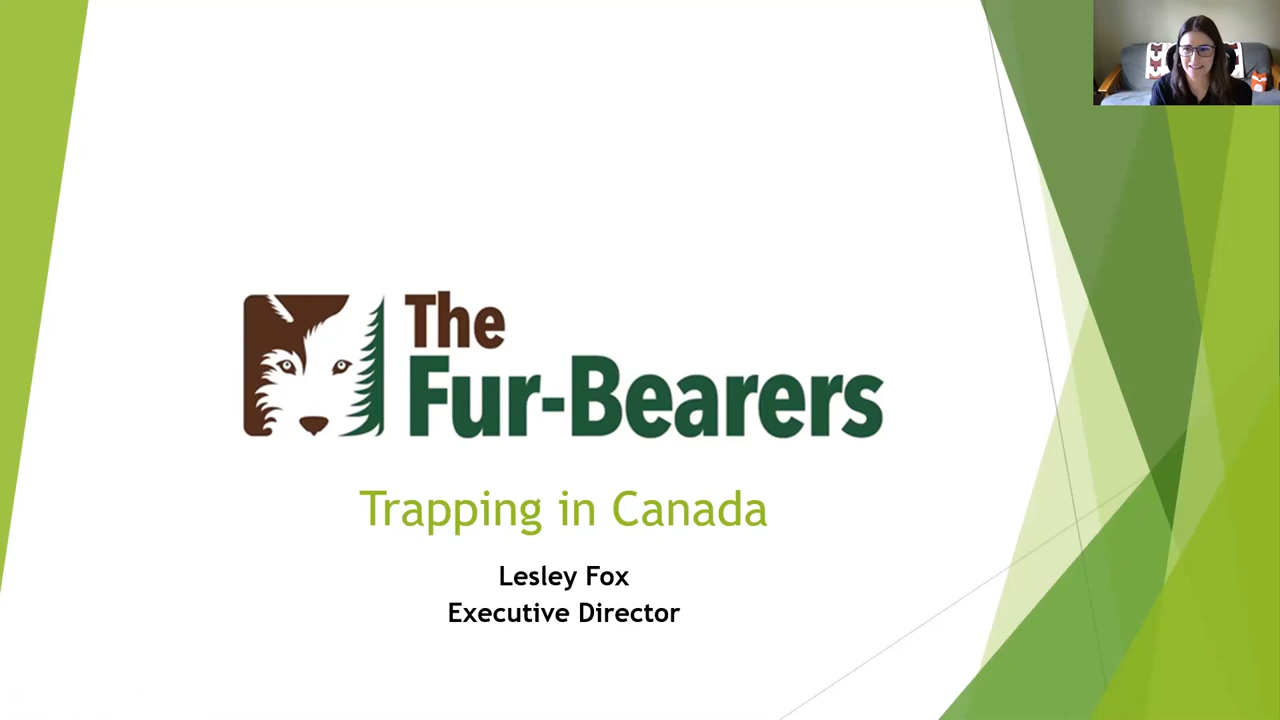 The
Fur-Bearers
Trapping in Canada
Lesley Fox
Executive Director